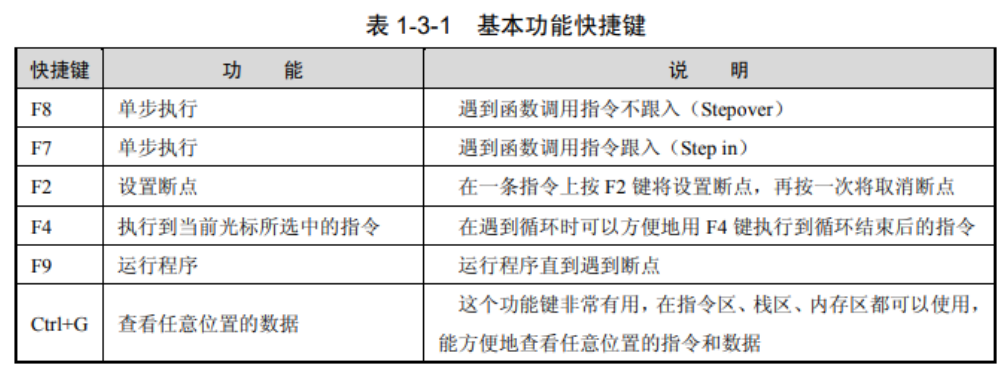 表 1-3-1 基本功能快捷键
快捷键 功 能 说 明
F8 单步执行 遇到函数调用指令不跟入（Stepover）
F7 单步执行 遇到函数调用指令跟入（Step in）
F2 设置断点 在一条指令上按 F2 键将设置断点，再按一次将取消断点
F4 执行到当前光标所选中的指令 在遇到循环时可以方便地用 F4 键执行到循环结束后的指令
F9 运行程序 运行程序直到遇到断点
Ctrl+G 查看任意位置的数据 这个功能键非常有用，在指令区、栈区、内存区都可以使用，
能方便地查看任意位置的指令和数据